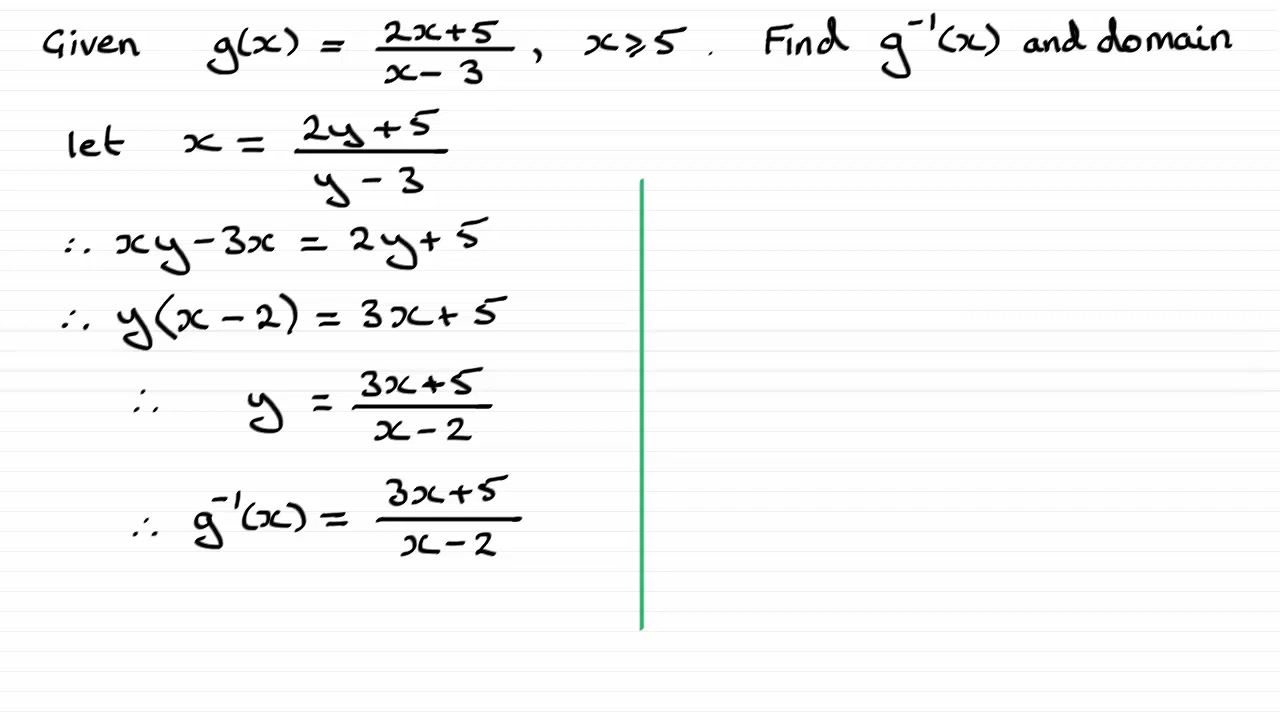 Given g(x) = (2x+5)/(x-3), x ⩾ 5. Find g⁻¹(x) and domain
let x = (2y+5)/(y-3)
∴ xy-3x = 2y+5
∴ y(x-2) = 3x+5
∴ y = (3x+5)/(x-2)
∴ g⁻¹(x) = (3x+5)/(x-2)